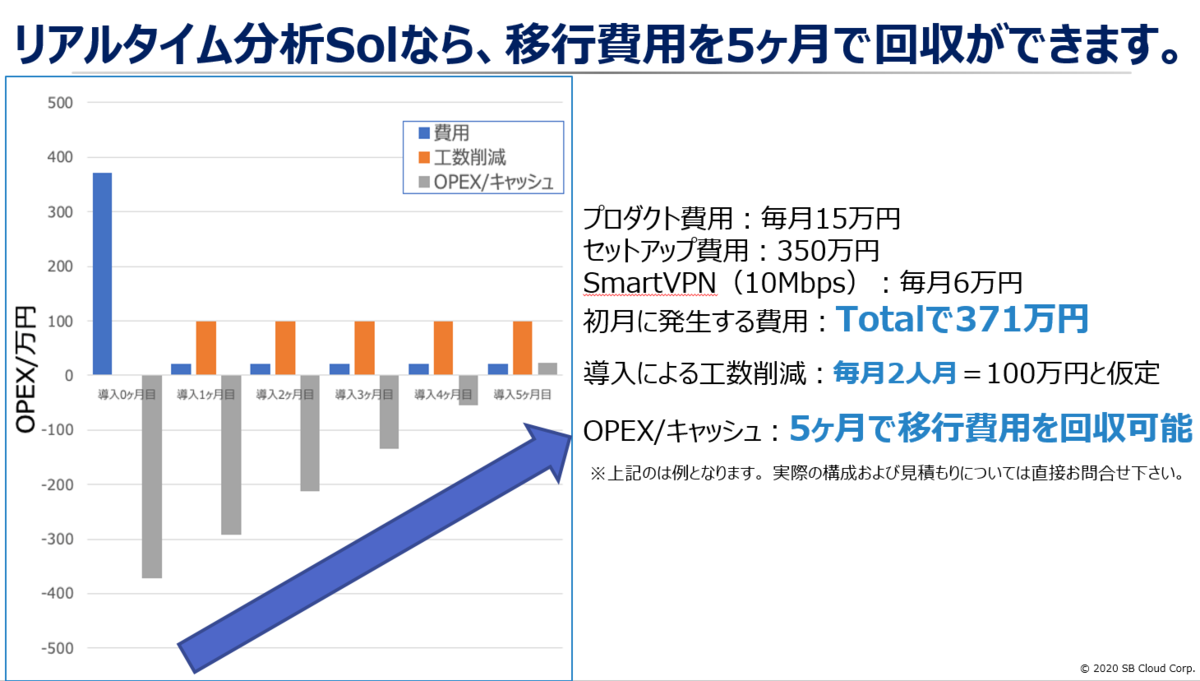 リアルタイム分析Solなら、移行費用を5ヶ月で回収ができます。
500
400
300
200
100
0
-100
-200
-300
-400
-500
OPEX/万円
費用
工数削減
OPEX/キャッシュ
導入0ヶ月目 導入1ヶ月目 導入2ヶ月目 導入3ヶ月目 導入4ヶ月目 導入5ヶ月目
プロダクト費用：毎月15万円
セットアップ費用：350万円
SmartVPN（10Mbps）：毎月6万円
初月に発生する費用：Totalで371万円
導入による工数削減：毎月2人月＝100万円と仮定
OPEX/キャッシュ：5ヶ月で移行費用を回収可能
※上記のは例となります。実際の構成および見積もりについては直接お問合せ下さい。
© 2020 SB Cloud Corp.